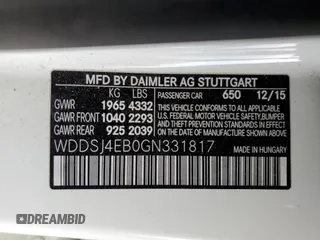 MFD BY DAIMLER AG STUTTGART
KG LBS PASSENGER CAR 650 12/15
GVWR 1965 4332
GAWR FRONT 1040 2293
GAWR REAR 925 2039
THIS VEHICLE CONFORMS TO ALL APPLICABLE
FEDERAL MOTOR VEHICLE SAFETY, BUMPER,
AND THEFT PREVENTION STANDARDS IN EFFECT
ON THE DATE OF MANUFACTURE SHOWN ABOVE.
WDDSJ4EB0GN331817
MADE IN HUNGARY
DREAMBID
DREAMBID